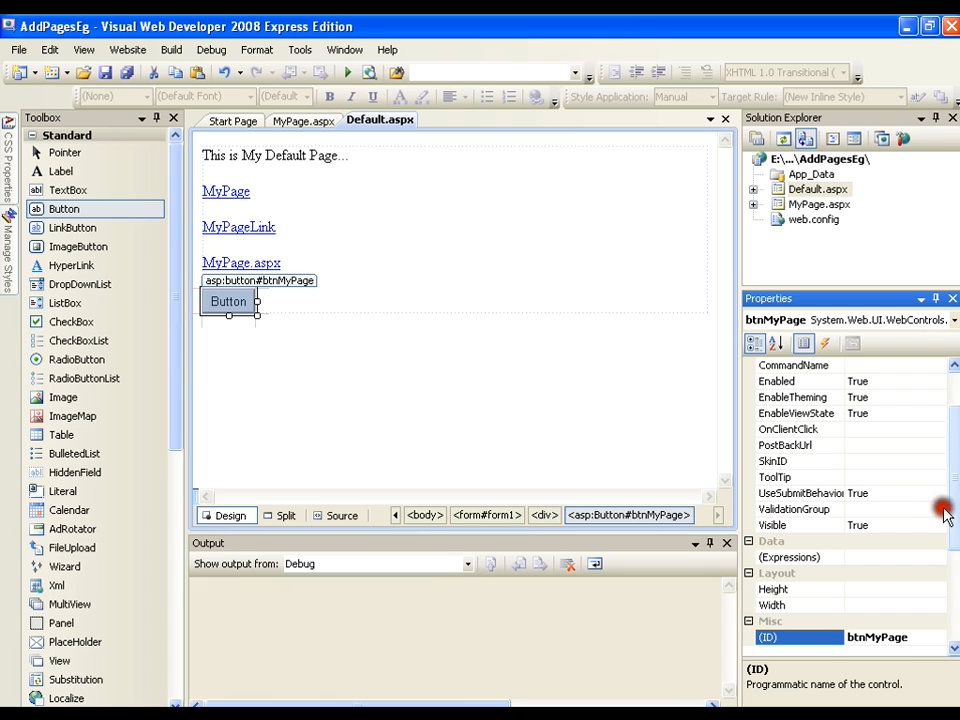 AddPagesEg - Visual Web Developer 2008 Express Edition
File Edit View Website Build Debug Format Tools Window Help
XHTML 1.0 Transitional (
(None) (Default Font) (Default B I U A Style Application: Manual Target Rule: (New Inline Style)
CSS Properties
Manage Styles
Toolbox
Standard
Pointer
Label
TextBox
Button
LinkButton
ImageButton
HyperLink
DropDownList
ListBox
CheckBox
CheckBoxList
RadioButton
RadioButtonList
Image
ImageMap
Table
BulletedList
HiddenField
Literal
Calendar
AdRotator
FileUpload
Wizard
Xml
MultiView
Panel
PlaceHolder
View
Substitution
Localize
Start Page MyPage.aspx Default.aspx
This is My Default Page...
MyPage
MyPageLink
MyPage.aspx
asp:button#btnMyPage
Button
Design Split Source <body> <form#form1> <div> <asp:Button#btnMyPage>
Output
Show output from: Debug
Solution Explorer
E:\...\AddPagesEg\
App_Data
Default.aspx
MyPage.aspx
web.config
Properties
btnMyPage System.Web.UI.WebControls.
CommandName
Enabled True
EnableTheming True
EnableViewState True
OnClientClick
PostBackUrl
SkinID
ToolTip
UseSubmitBehavior True
ValidationGroup
Visible True
Data
(Expressions)
Layout
Height
Width
Misc
(ID) btnMyPage
(ID)
Programmatic name of the control.